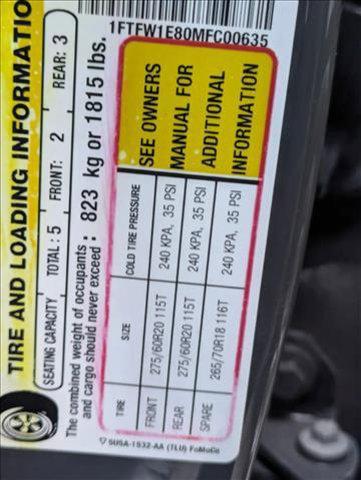 1FTFW1E80MFC00635
TIRE AND LOADING INFORMATIO
SEATING CAPACITY TOTAL: 5 FRONT: 2 REAR: 3
The combined weight of occupants
and cargo should never exceed: 823 kg or 1815 lbs.
TIRE SIZE COLD TIRE PRESSURE SEE OWNERS
FRONT 275/60R20 115T 240 KPA, 35 PSI MANUAL FOR
REAR 275/60R20 115T 240 KPA, 35 PSI ADDITIONAL
SPARE 265/70R18 116T 240 KPA, 35 PSI INFORMATION
5USA-1532-AA (TLU) FoMoCo